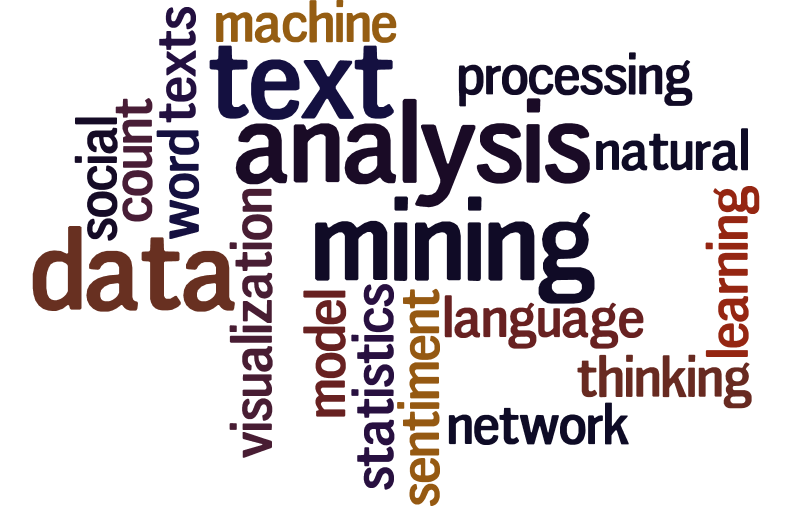 machine
texts
text
processing
social
count
word
analysis
natural
data
visualization
mining
learning
model
statistics
sentiment
language
thinking
network